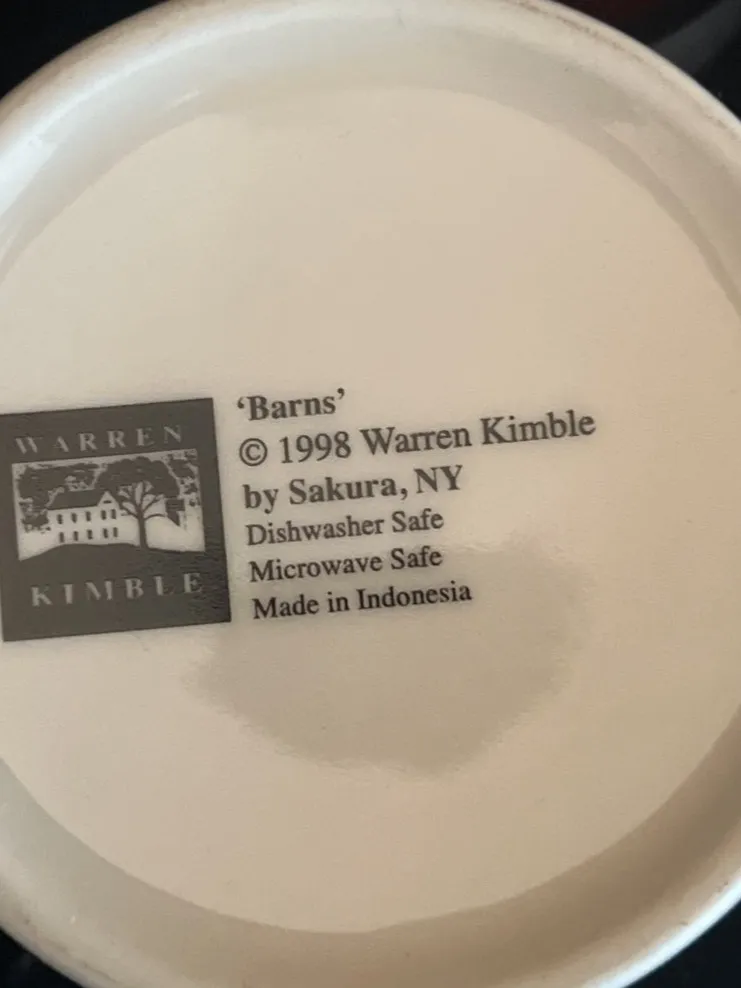 WARREN
KIMBLE
‘Barns’
© 1998 Warren Kimble
by Sakura, NY
Dishwasher Safe
Microwave Safe
Made in Indonesia